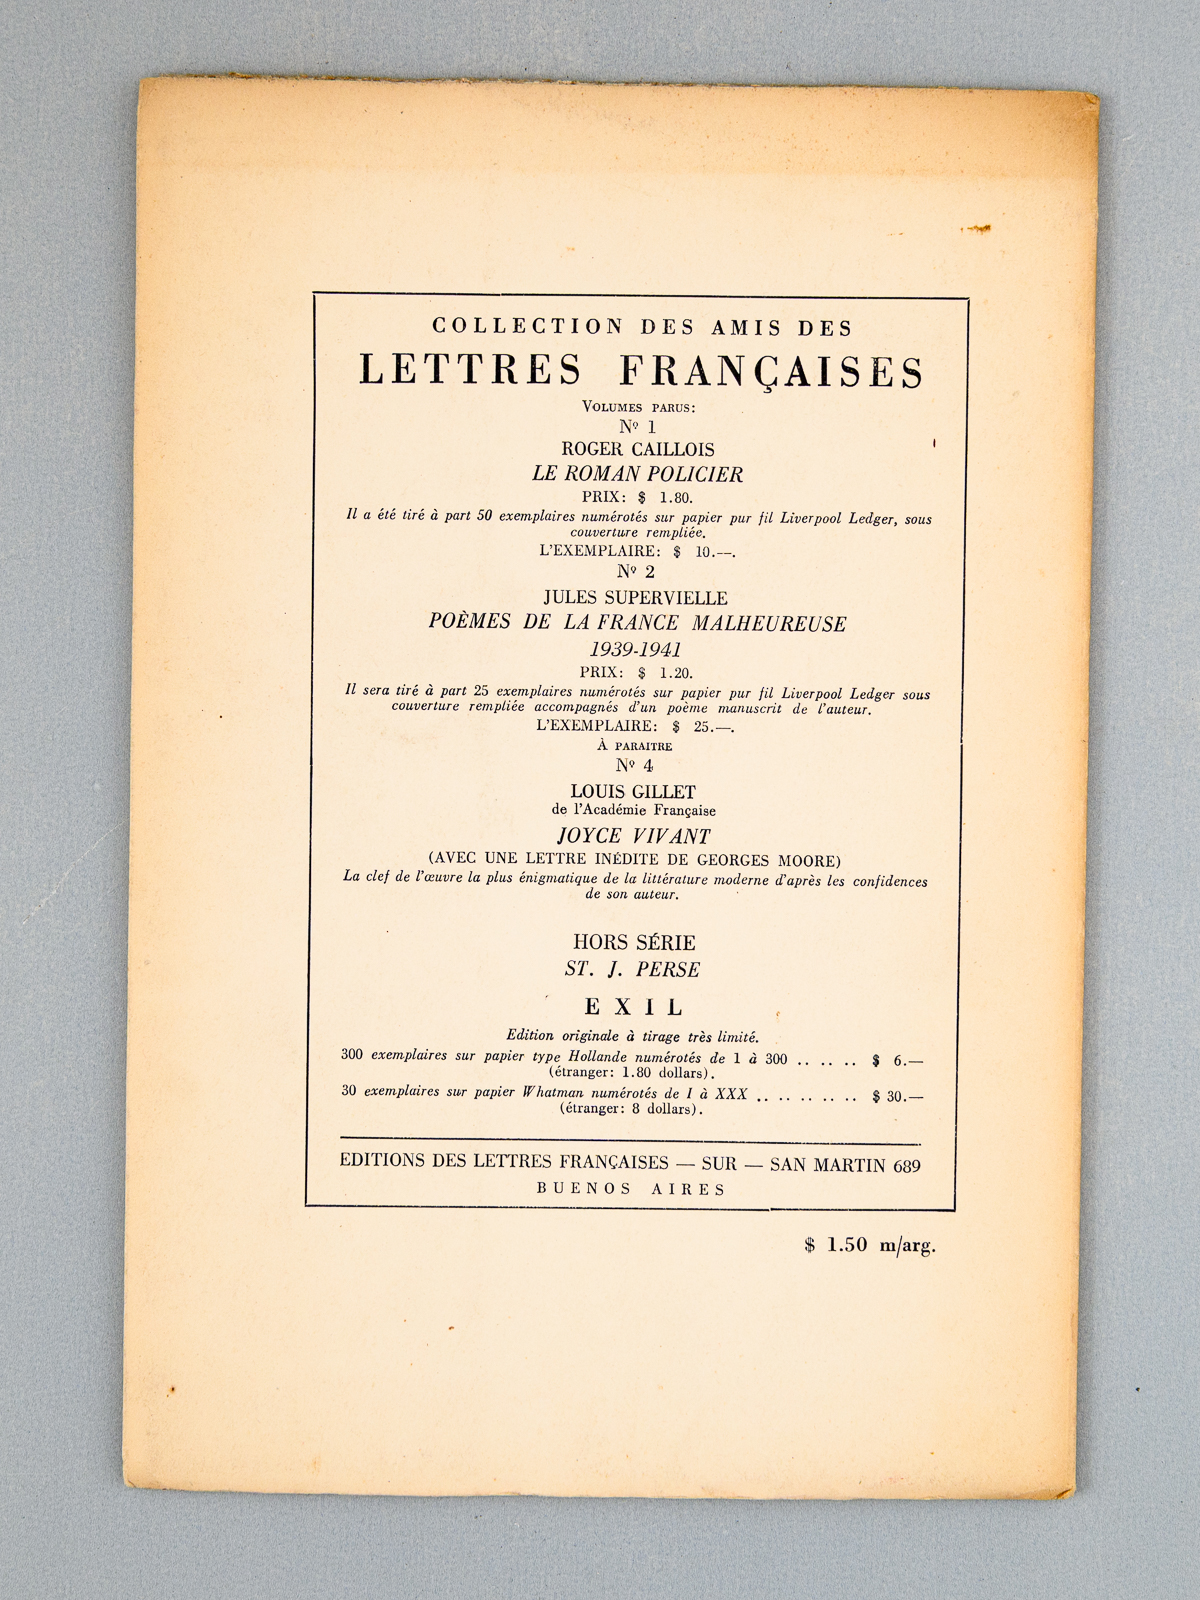 COLLECTION DES AMIS DES
LETTRES FRANÇAISES
VOLUMES PARUS:
Nº 1
ROGER CAILLOIS
LE ROMAN POLICIER
PRIX: $ 1.80.
Il a été tiré à part 50 exemplaires numérotés sur papier pur fil Liverpool Ledger, sous
couverture rempliée.
L'EXEMPLAIRE: $ 10.—.
Nº 2
JULES SUPERVIELLE
POÈMES DE LA FRANCE MALHEUREUSE
1939-1941
PRIX: $ 1.20.
Il sera tiré à part 25 exemplaires numérotés sur papier pur fil Liverpool Ledger sous
couverture rempliée accompagnés d'un poème manuscrit de l'auteur.
L'EXEMPLAIRE: $ 25.—.
À PARAITRE
Nº 4
LOUIS GILLET
de l'Académie Française
JOYCE VIVANT
(AVEC UNE LETTRE INÉDITE DE GEORGES MOORE)
La clef de l'œuvre la plus énigmatique de la littérature moderne d'après les confidences
de son auteur.
HORS SÉRIE
ST. J. PERSE
EXIL
Edition originale à tirage très limité.
300 exemplaires sur papier type Hollande numérotés de 1 à 300 .. .. .. $ 6.—
(étranger: 1.80 dollars).
30 exemplaires sur papier Whatman numérotés de I à XXX .. .. .. .. .. $ 30.—
(étranger: 8 dollars).
EDITIONS DES LETTRES FRANÇAISES — SUR — SAN MARTIN 689
BUENOS AIRES
$ 1.50 m/arg.